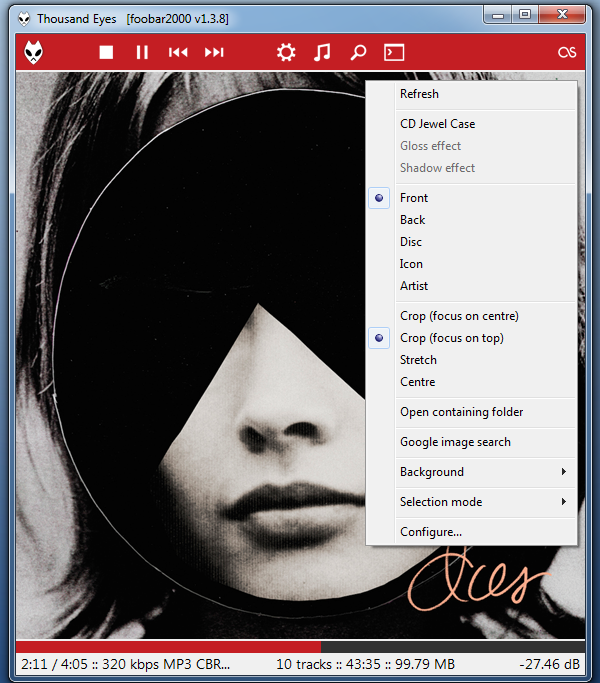 Thousand Eyes [foobar2000 v1.3.8]
Refresh
CD Jewel Case
Gloss effect
Shadow effect
Front
Back
Disc
Icon
Artist
Crop (focus on centre)
Crop (focus on top)
Stretch
Centre
Open containing folder
Google image search
Background
Selection mode
Configure...
2:11 / 4:05 :: 320 kbps MP3 CBR... 10 tracks :: 43:35 :: 99.79 MB -27.46 dB